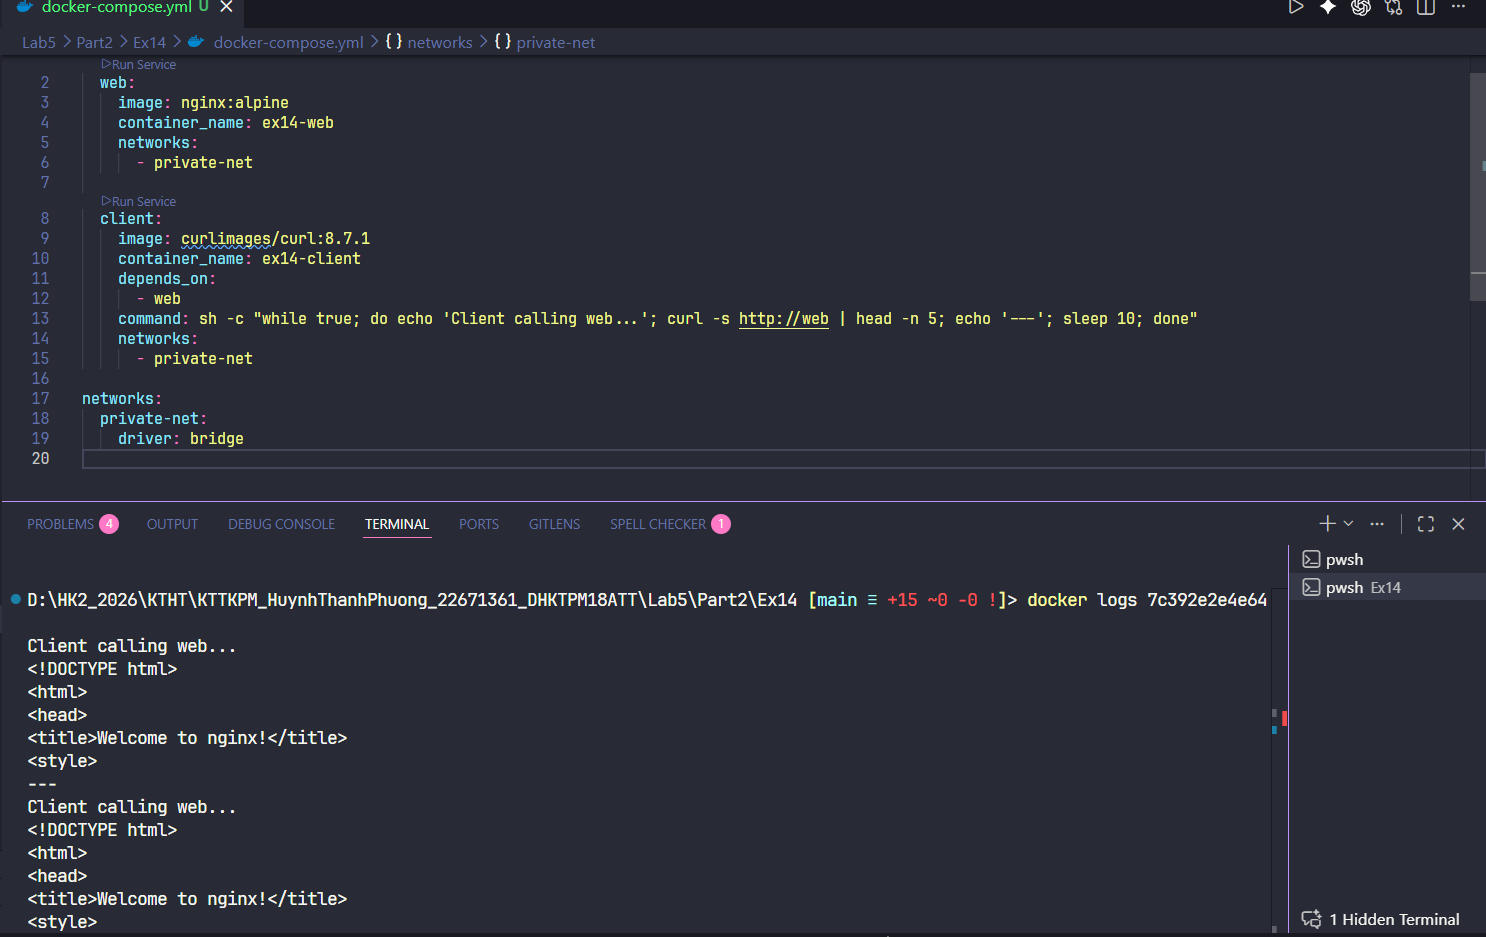 docker-compose.yml U
Lab5 > Part2 > Ex14 > docker-compose.yml > {} networks > {} private-net
▷Run Service
2 web:
3 image: nginx:alpine
4 container_name: ex14-web
5 networks:
6 - private-net
7
▷Run Service
8 client:
9 image: curlimages/curl:8.7.1
10 container_name: ex14-client
11 depends_on:
12 - web
13 command: sh -c "while true; do echo 'Client calling web...'; curl -s http://web | head -n 5; echo '---'; sleep 10; done"
14 networks:
15 - private-net
16
17 networks:
18 private-net:
19 driver: bridge
20
PROBLEMS 4 OUTPUT DEBUG CONSOLE TERMINAL PORTS GITLENS SPELL CHECKER 1
pwsh
pwsh Ex14
D:\HK2_2026\KTHT\KTTKPM_HuynhThanhPhuong_22671361_DHKTPM18ATT\Lab5\Part2\Ex14 [main ≡ +15 ~0 -0 !]> docker logs 7c392e2e4e64
Client calling web...
<!DOCTYPE html>
<html>
<head>
<title>Welcome to nginx!</title>
<style>
---
Client calling web...
<!DOCTYPE html>
<html>
<head>
<title>Welcome to nginx!</title>
<style>
1 Hidden Terminal